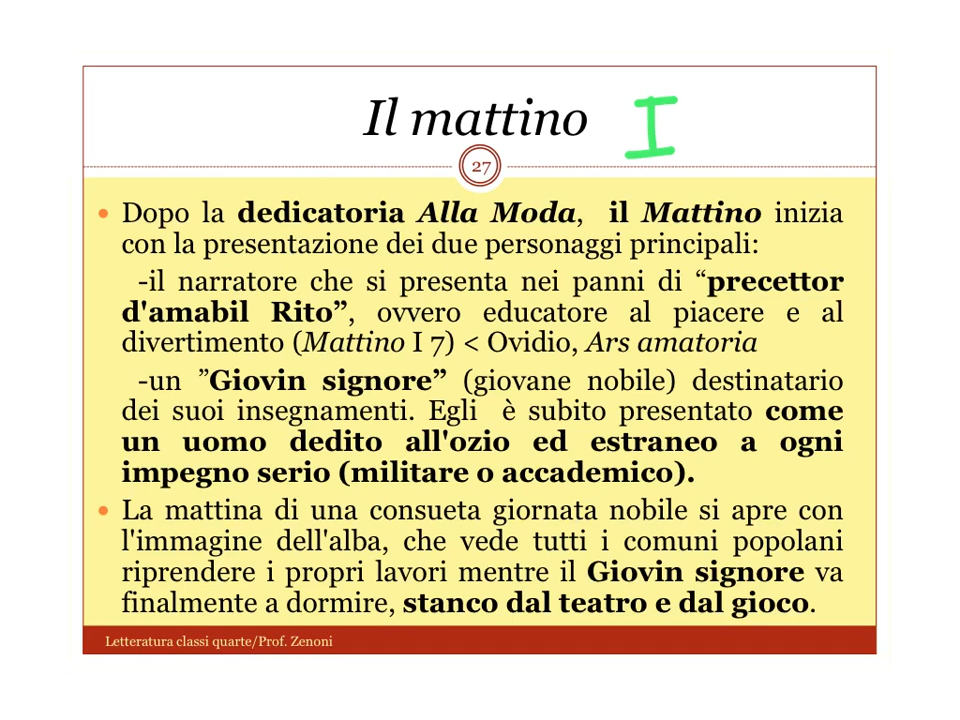 Il mattino I
27
• Dopo la dedicatoria Alla Moda, il Mattino inizia
con la presentazione dei due personaggi principali:
-il narratore che si presenta nei panni di “precettor
d'amabil Rito”, ovvero educatore al piacere e al
divertimento (Mattino I 7) < Ovidio, Ars amatoria
-un ”Giovin signore” (giovane nobile) destinatario
dei suoi insegnamenti. Egli è subito presentato come
un uomo dedito all'ozio ed estraneo a ogni
impegno serio (militare o accademico).
• La mattina di una consueta giornata nobile si apre con
l'immagine dell'alba, che vede tutti i comuni popolani
riprendere i propri lavori mentre il Giovin signore va
finalmente a dormire, stanco dal teatro e dal gioco.
Letteratura classi quarte/Prof. Zenoni